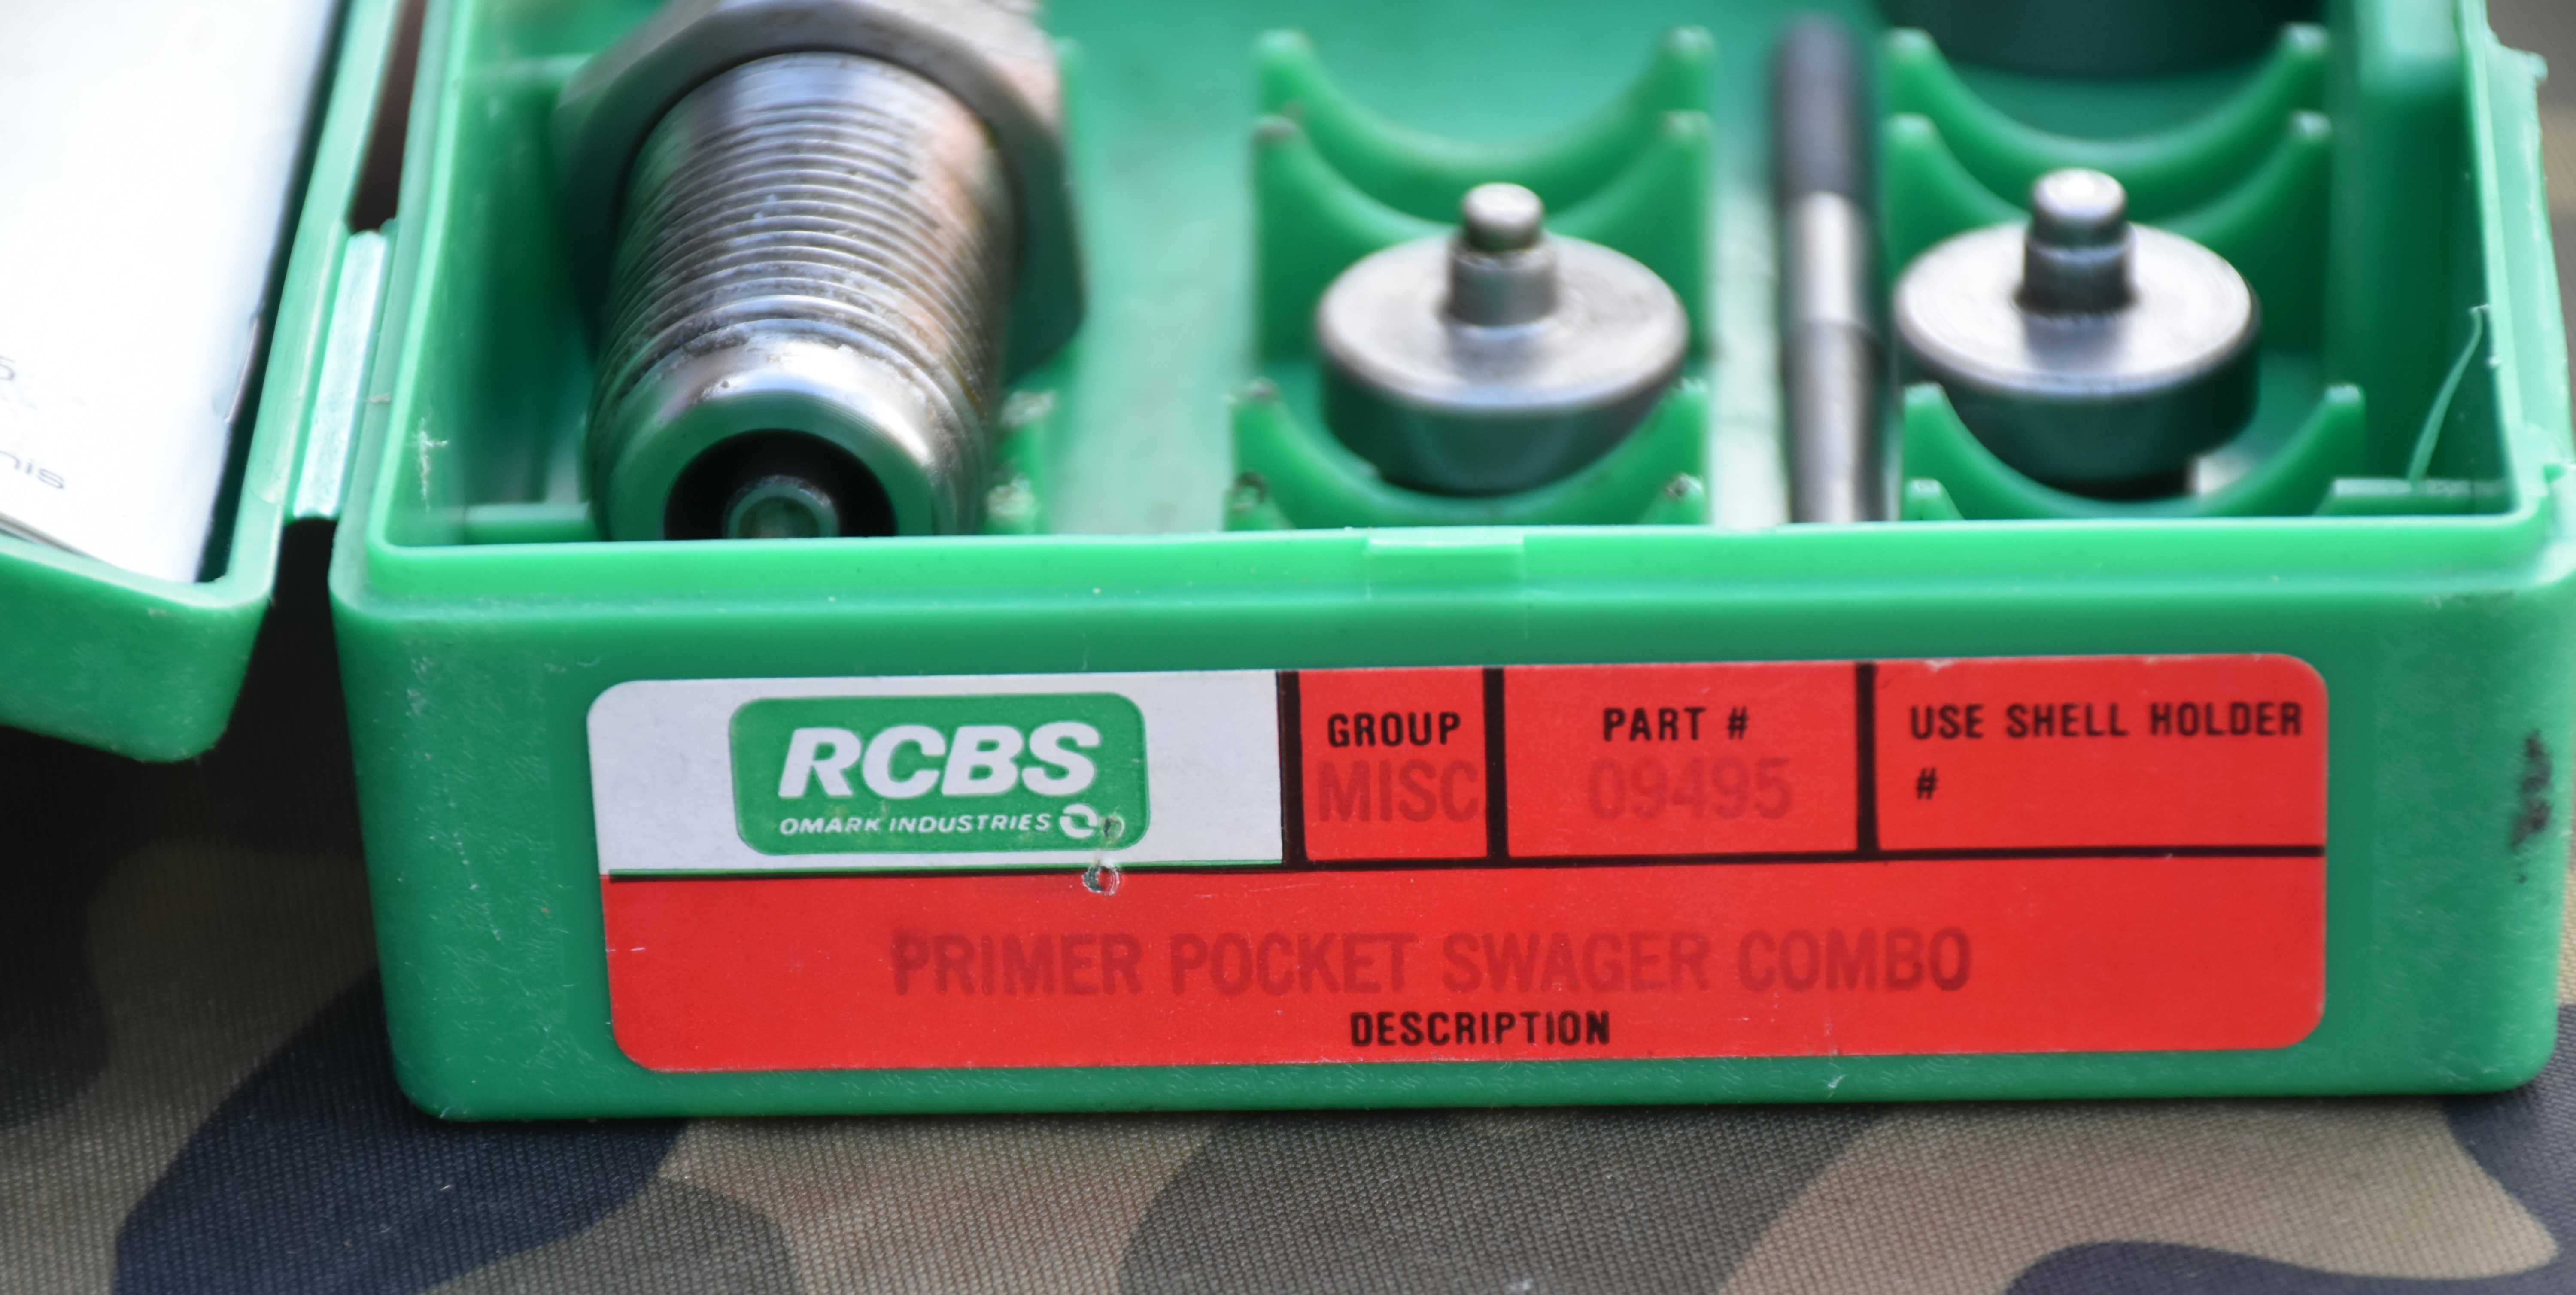 RCBS
OMARK INDUSTRIES
GROUP
MISC
PART #
09495
USE SHELL HOLDER
#
PRIMER POCKET SWAGER COMBO
DESCRIPTION